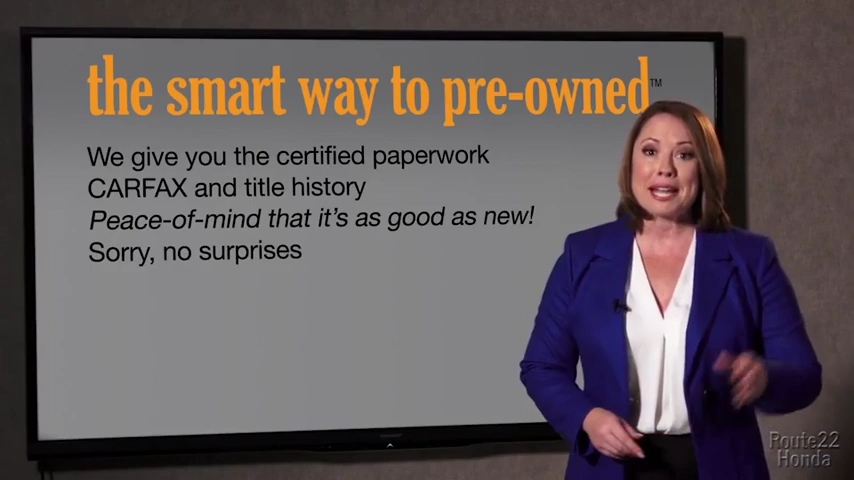 the smart way to pre-owned™
We give you the certified paperwork
CARFAX and title history
Peace-of-mind that it's as good as new!
Sorry, no surprises
Route22
Honda